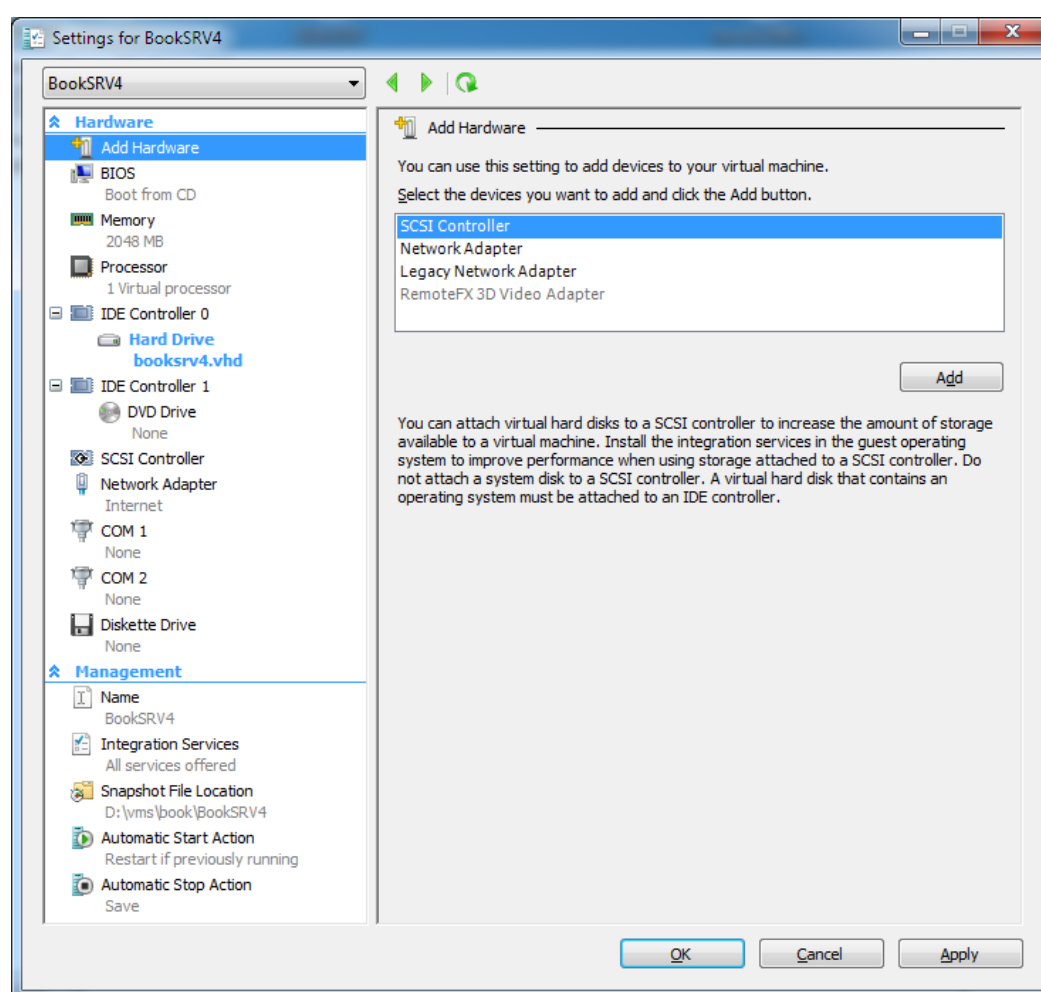 Settings for BookSRV4
BookSRV4
Hardware
Add Hardware
BIOS
Boot from CD
Memory
2048 MB
Processor
1 Virtual processor
IDE Controller 0
Hard Drive
booksrv4.vhd
IDE Controller 1
DVD Drive
None
SCSI Controller
Network Adapter
Internet
COM 1
None
COM 2
None
Diskette Drive
None
Management
Name
BookSRV4
Integration Services
All services offered
Snapshot File Location
D:\vms\book\BookSRV4
Automatic Start Action
Restart if previously running
Automatic Stop Action
Save
Add Hardware
You can use this setting to add devices to your virtual machine.
Select the devices you want to add and click the Add button.
SCSI Controller
Network Adapter
Legacy Network Adapter
RemoteFX 3D Video Adapter
Add
You can attach virtual hard disks to a SCSI controller to increase the amount of storage
available to a virtual machine. Install the integration services in the guest operating
system to improve performance when using storage attached to a SCSI controller. Do
not attach a system disk to a SCSI controller. A virtual hard disk that contains an
operating system must be attached to an IDE controller.
OK
Cancel
Apply